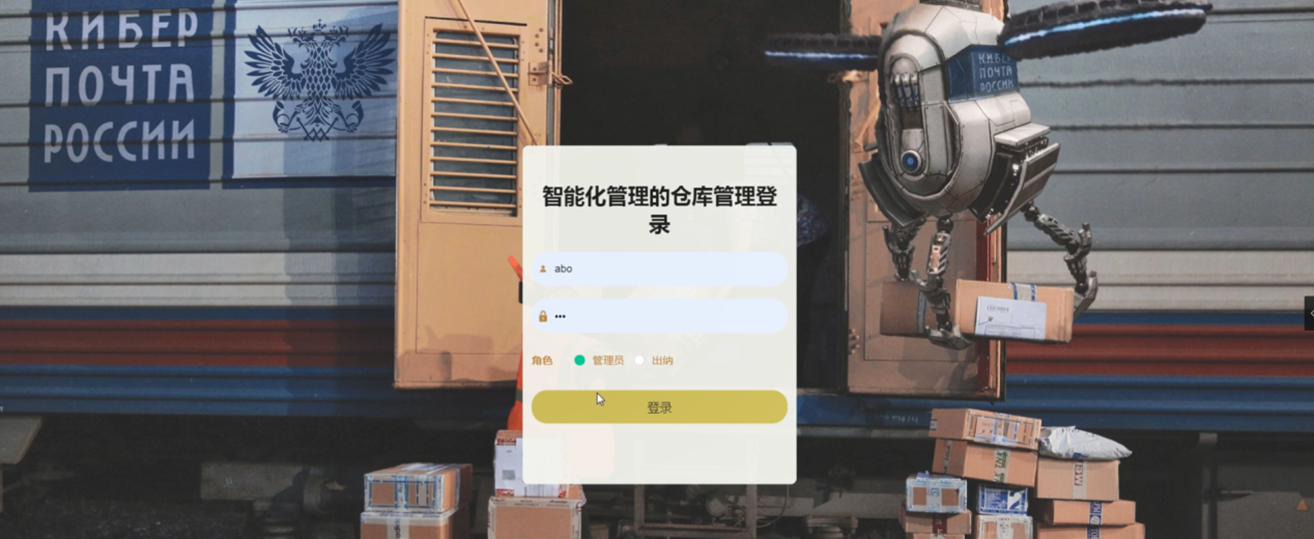 КИБЕР
ПОЧТА
РОССИИ
КИБЕР
ПОЧТА
РОССИИ
智能化管理的仓库管理登
录
abo
•••
角色 管理员 出纳
登录